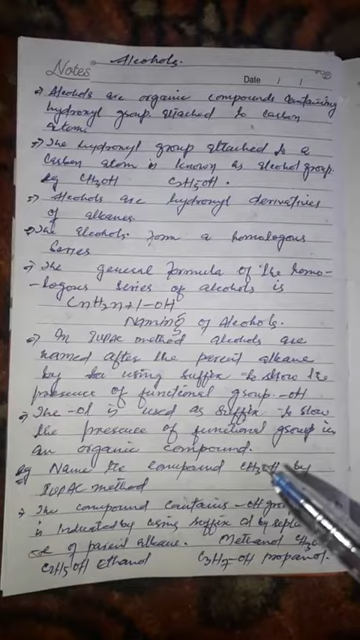 Alcohols.
Notes
Date / /
⇒ Alcohols are organic compounds containing
hydroxyl group attached to carbon
atom
⇒ The hydroxyl group attached to a
carbon atom is known as alcohol group.
eg CH3OH C2H5OH.
⇒ Alcohols are hydroxyl derivatives
of alkanes
⇒ The alcohols form a homologous
series
⇒ The general formula of the homo-
-logous series of alcohols is
CnH2n+1-OH
Naming of Alcohols.
⇒ In IUPAC method alcohols are
named after the parent alkane
by using suffix to show the
presence of functional group -OH
⇒ The -ol is used as suffix to show
the presence of functional group in
an organic compound.
eg Name the compound CH3OH by
IUPAC method
⇒ The compound contains -OH
is indicated by using suffix ol by
of parent alkane. Methanol
C2H5OH Ethanol C3H7-OH propanol.